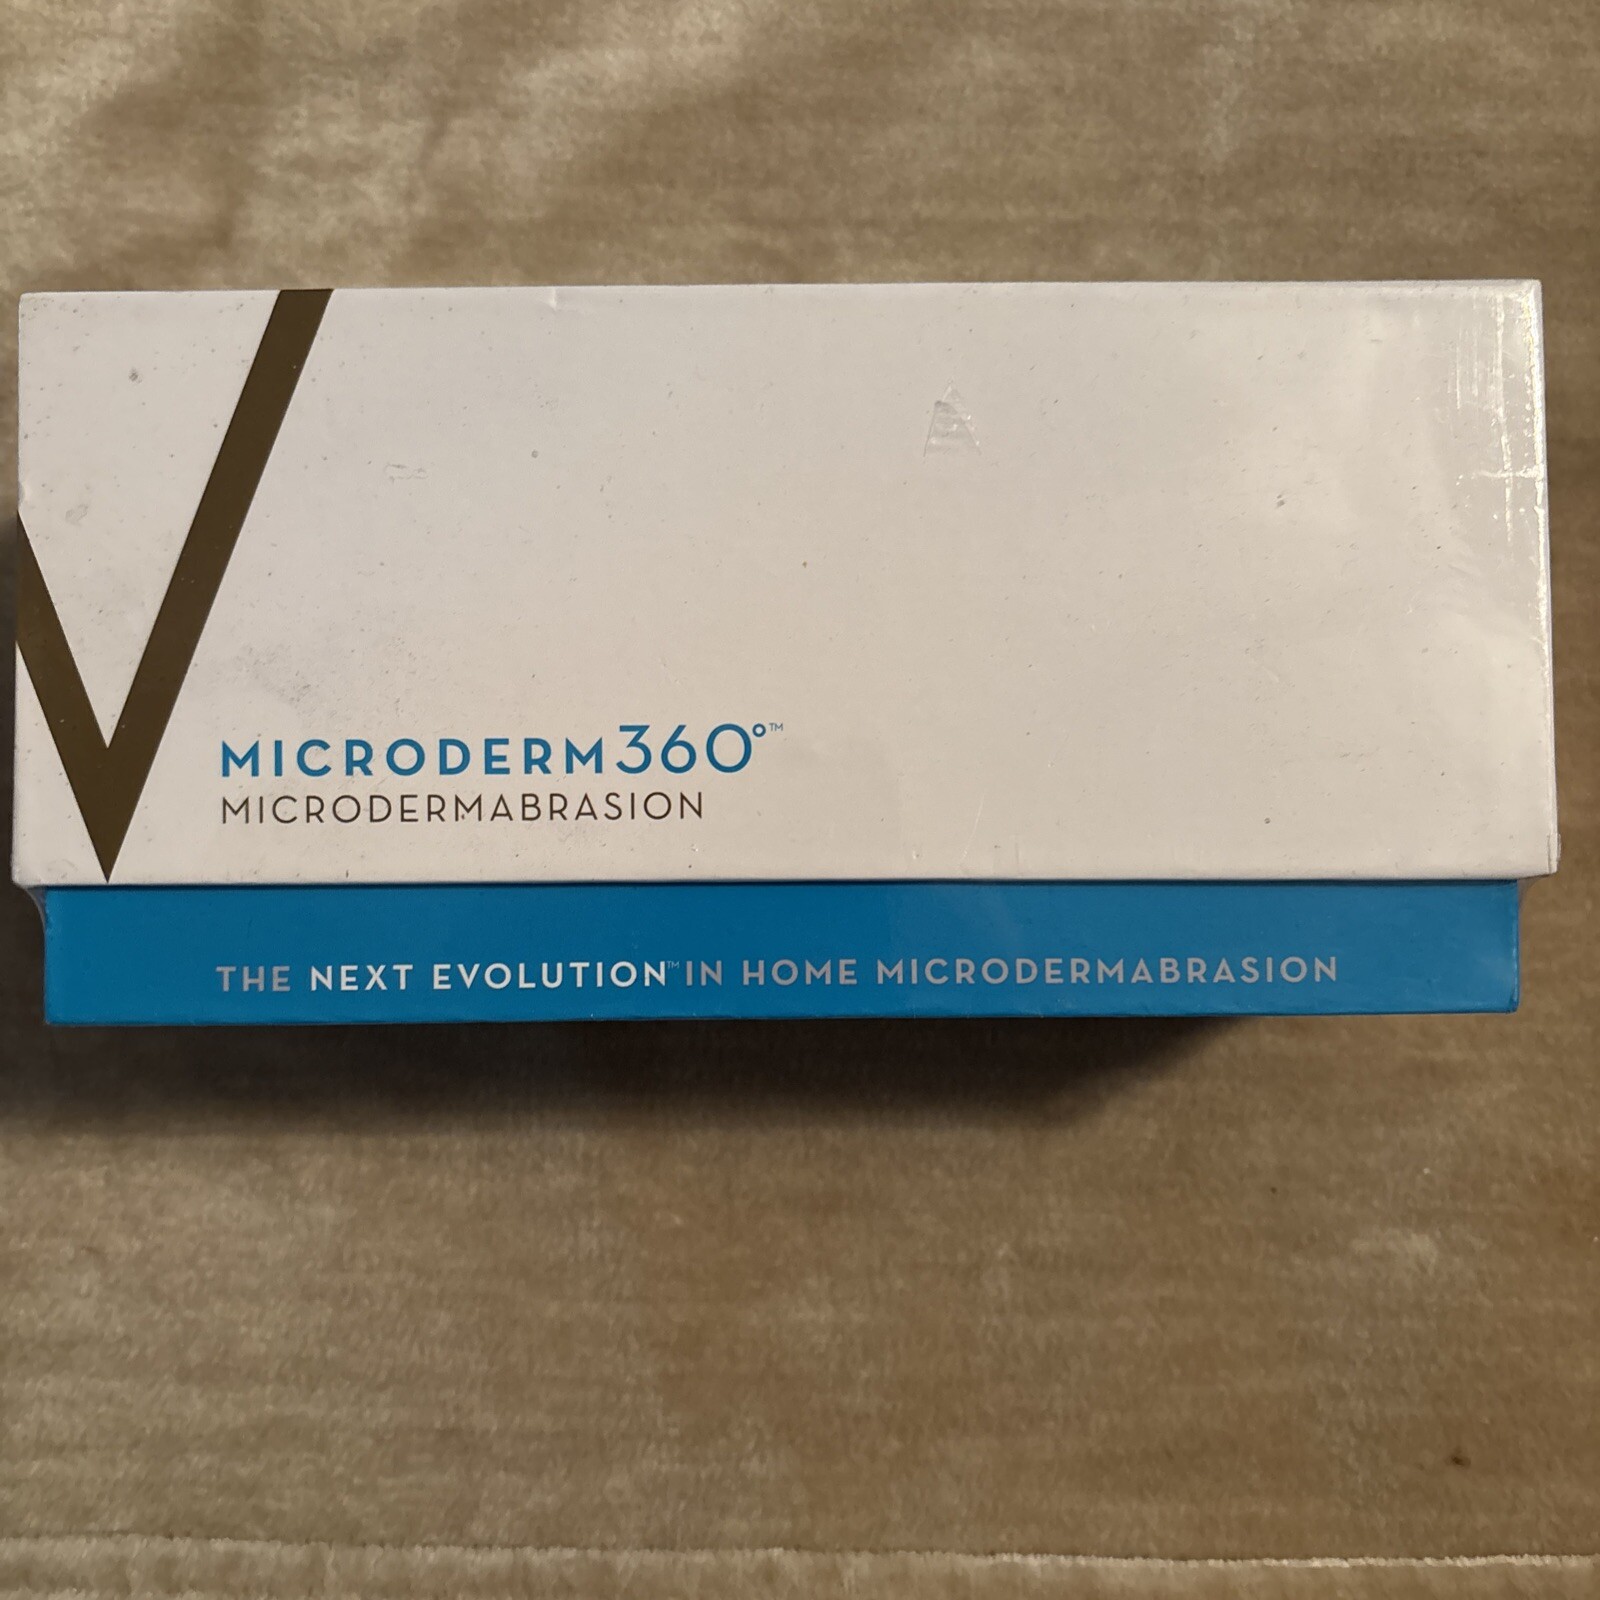 MICRODERM360°™
MICRODERMABRASION
THE NEXT EVOLUTION™ IN HOME MICRODERMABRASION